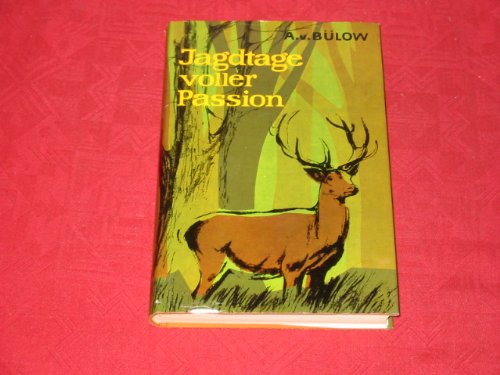 A.v.BÜLOW
Jagdtage
voller
Passion